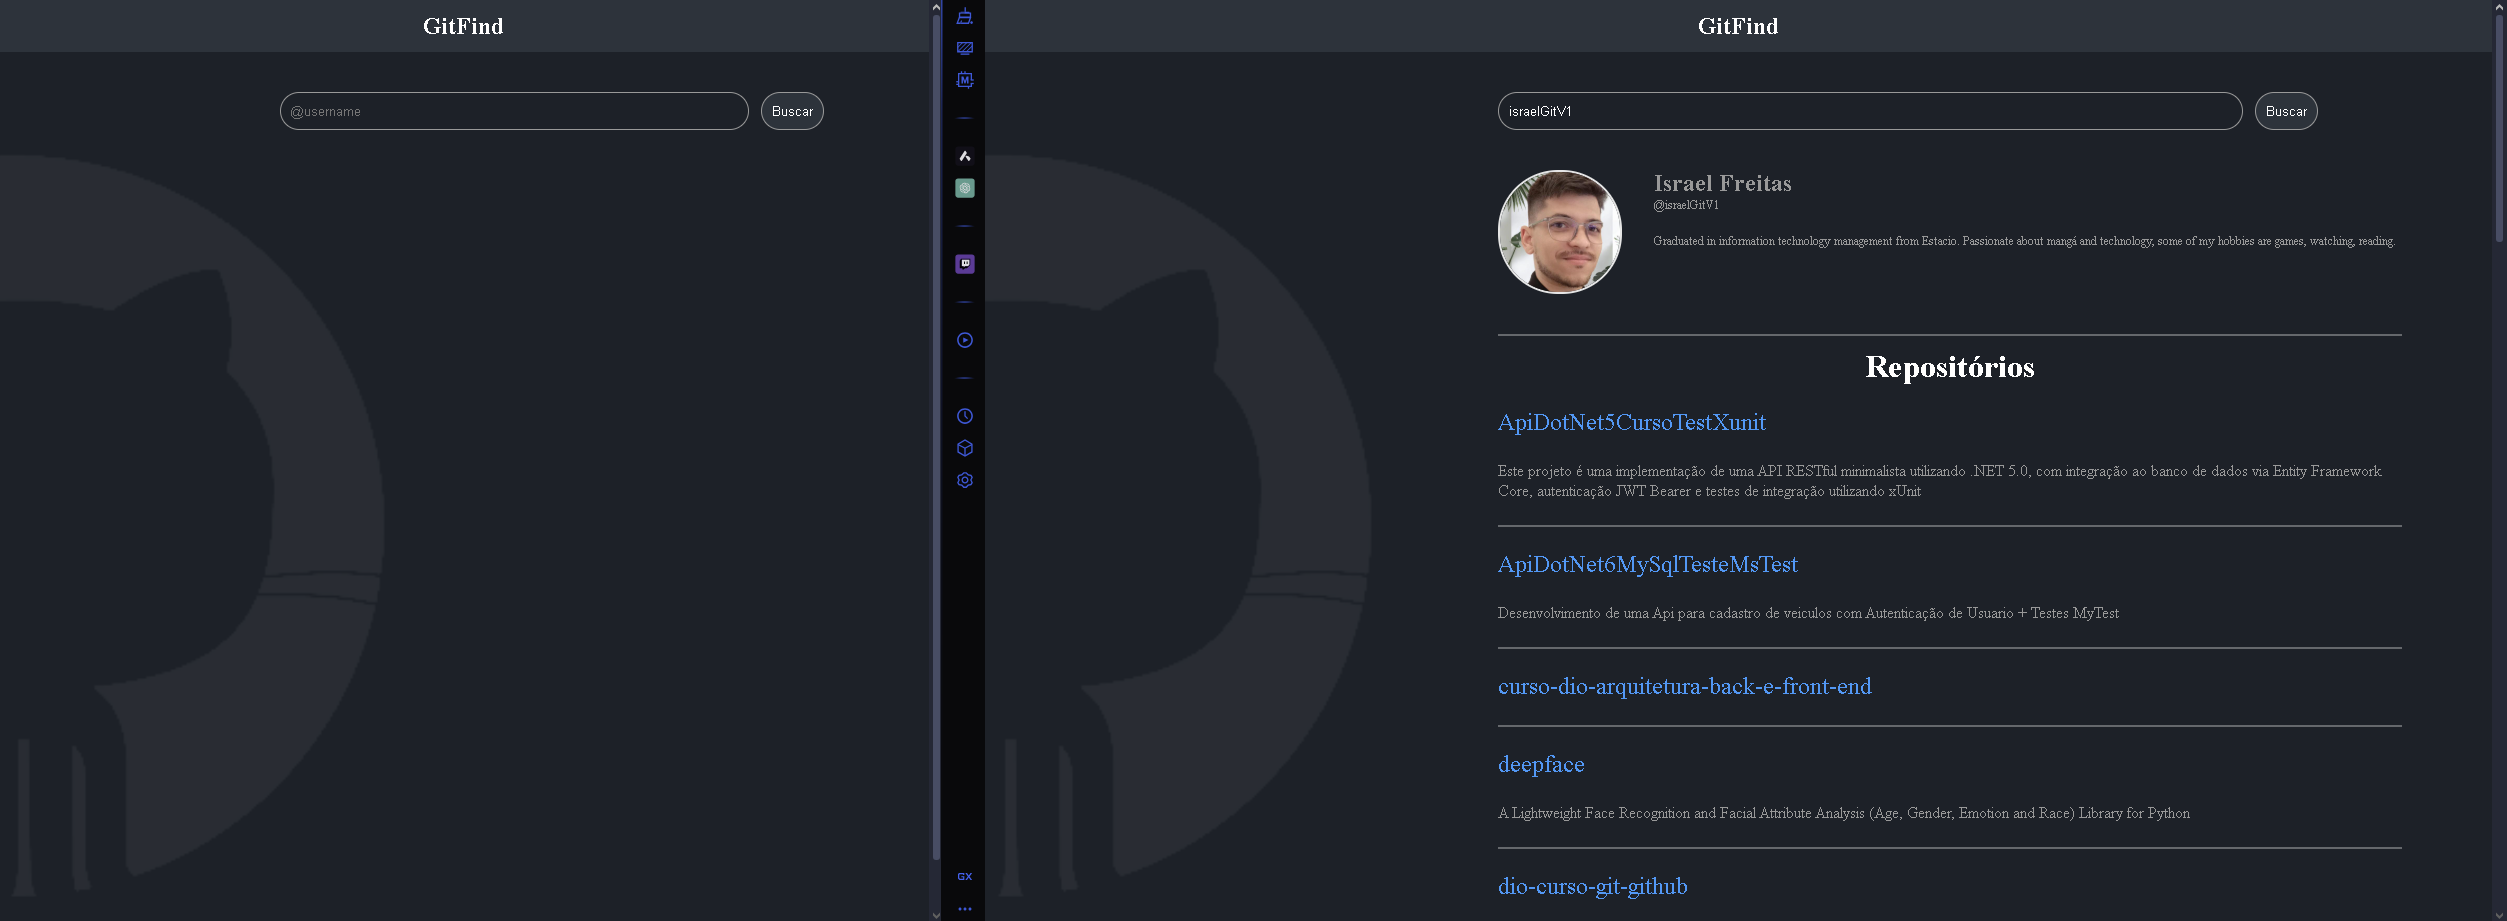 GitFind
@username
Buscar
M
GX
GitFind
israelGitV1
Buscar
Israel Freitas
@israelGitV1
Graduated in information technology management from Estacio. Passionate about mangá and technology, some of my hobbies are games, watching, reading.
Repositórios
ApiDotNet5CursoTestXunit
Este projeto é uma implementação de uma API RESTful minimalista utilizando .NET 5.0, com integração ao banco de dados via Entity Framework
Core, autenticação JWT Bearer e testes de integração utilizando xUnit
ApiDotNet6MySqlTesteMsTest
Desenvolvimento de uma Api para cadastro de veiculos com Autenticação de Usuario + Testes MyTest
curso-dio-arquitetura-back-e-front-end
deepface
A Lightweight Face Recognition and Facial Attribute Analysis (Age, Gender, Emotion and Race) Library for Python
dio-curso-git-github